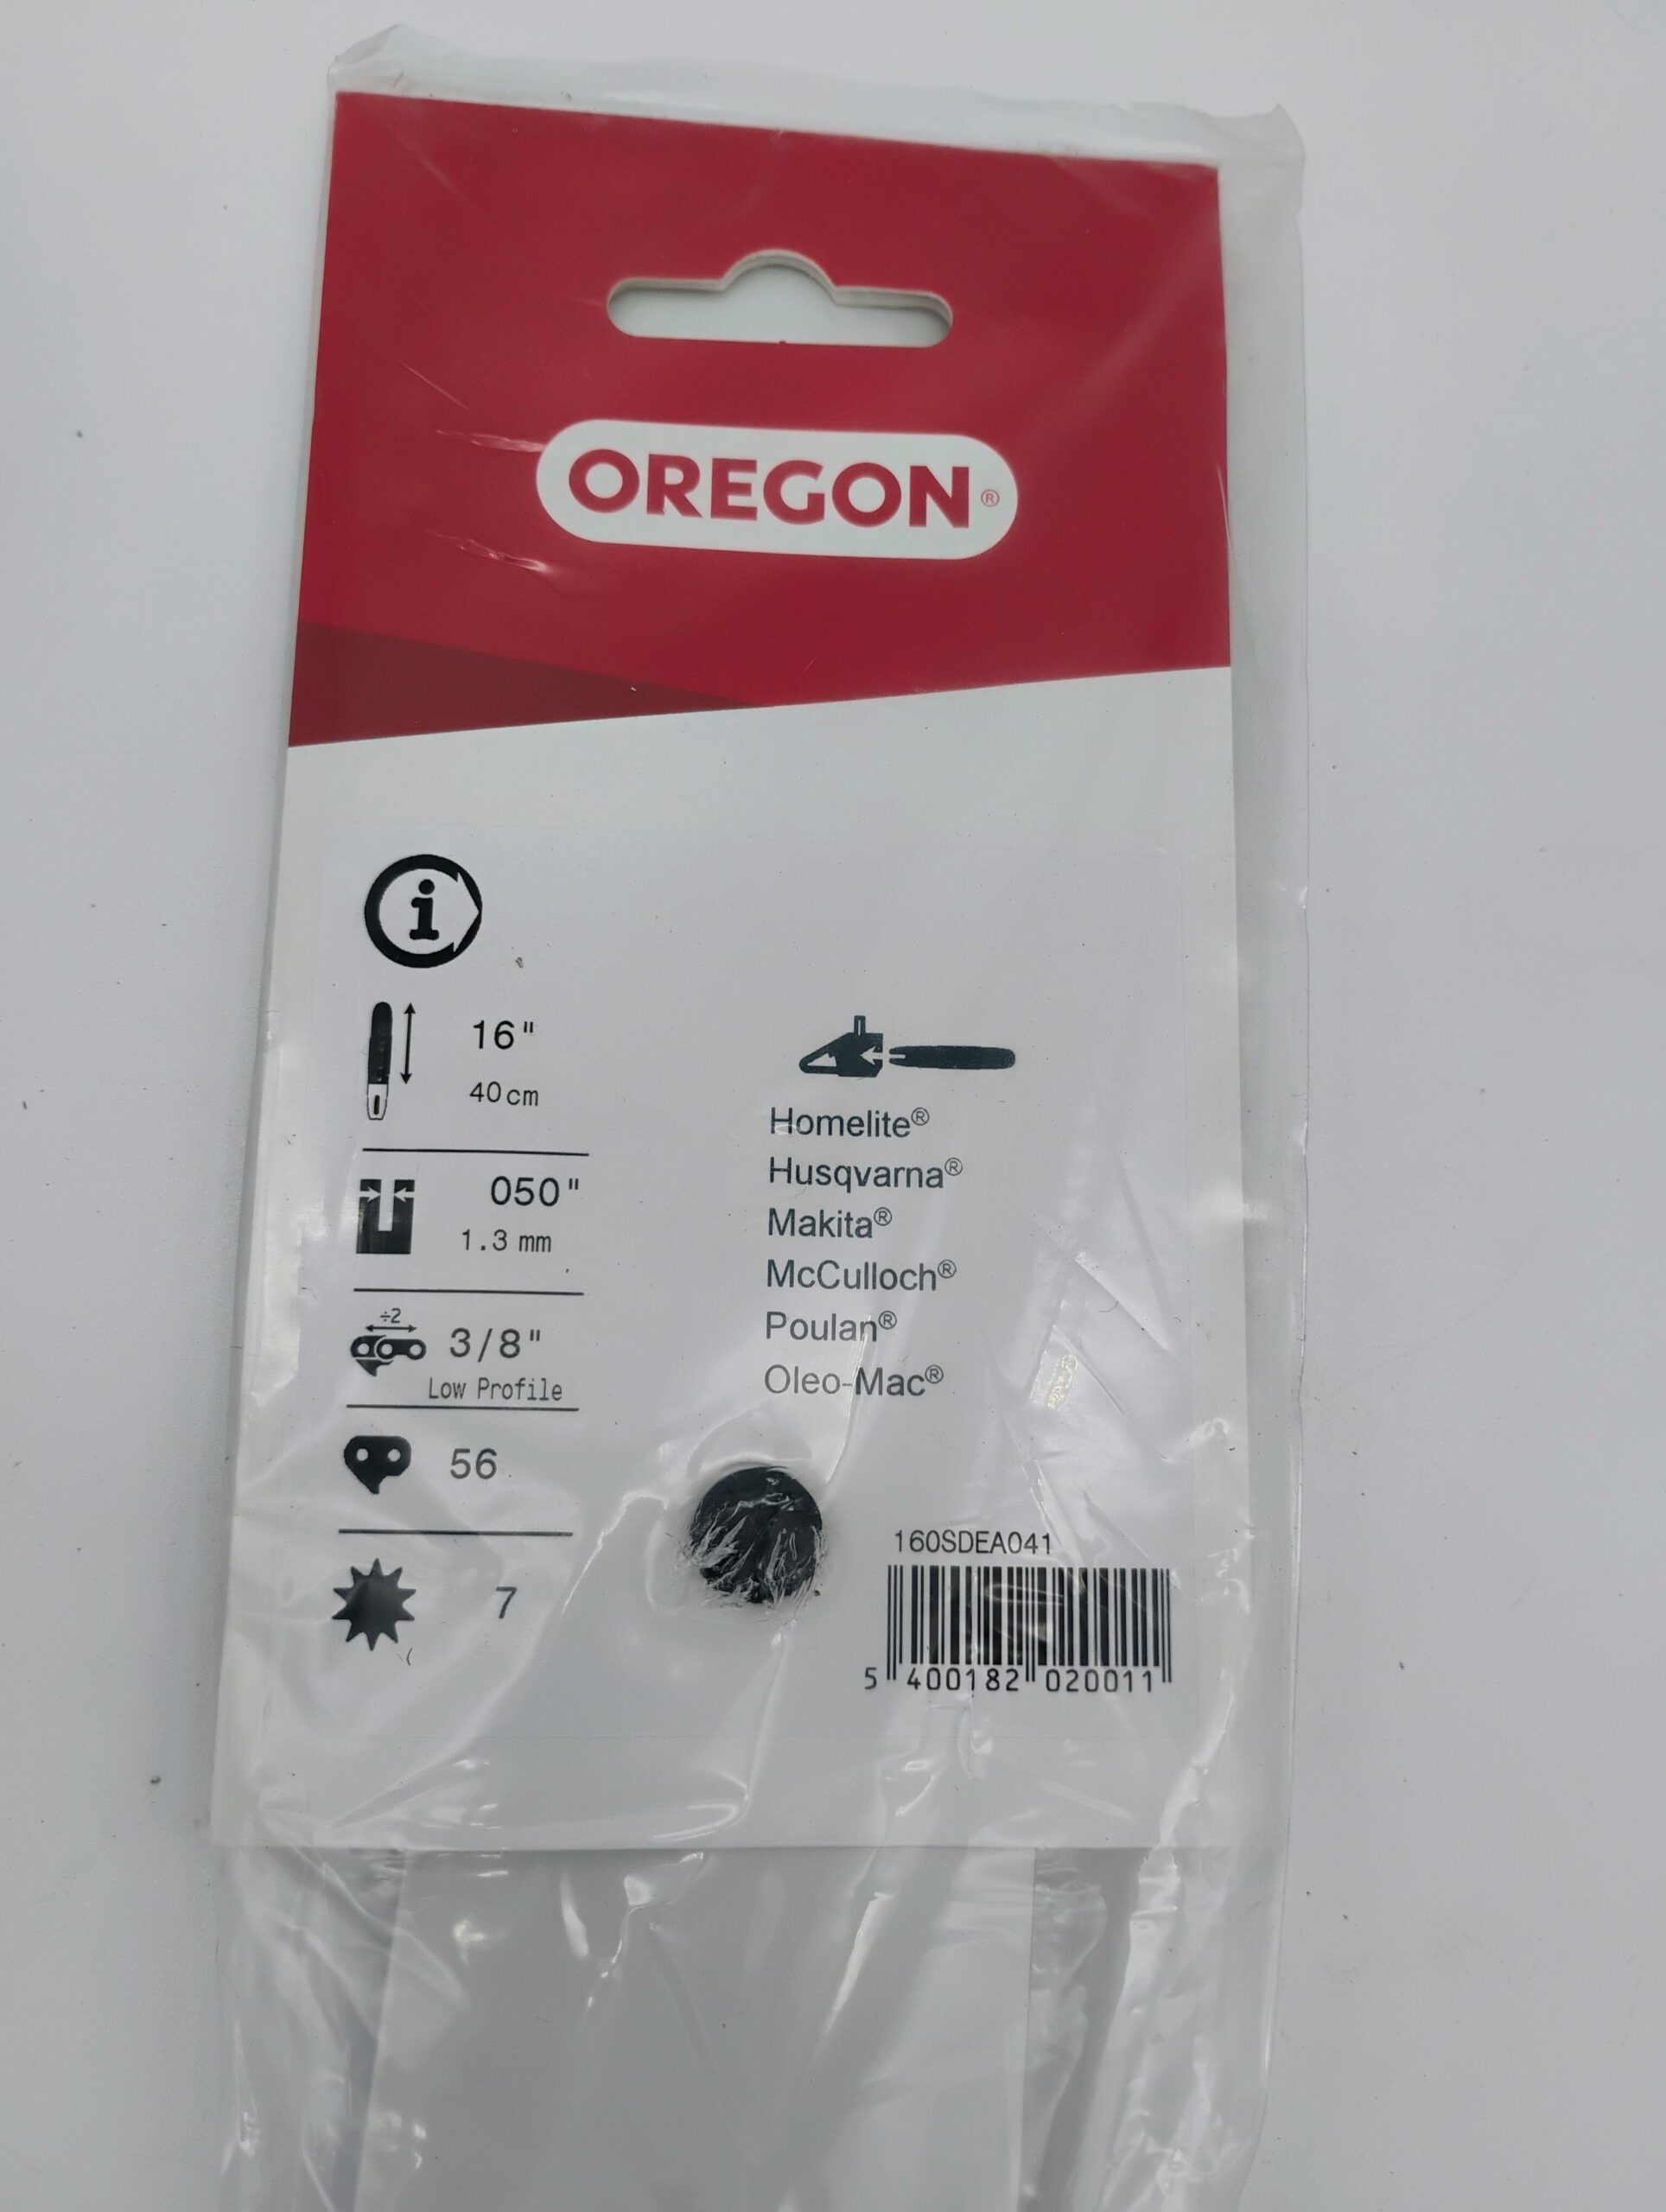 OREGON®
i
16"
40cm
050"
1.3 mm
÷2
3/8"
Low Profile
56
7
Homelite®
Husqvarna®
Makita®
McCulloch®
Poulan®
Oleo-Mac®
160SDEA041
5 400182 020011